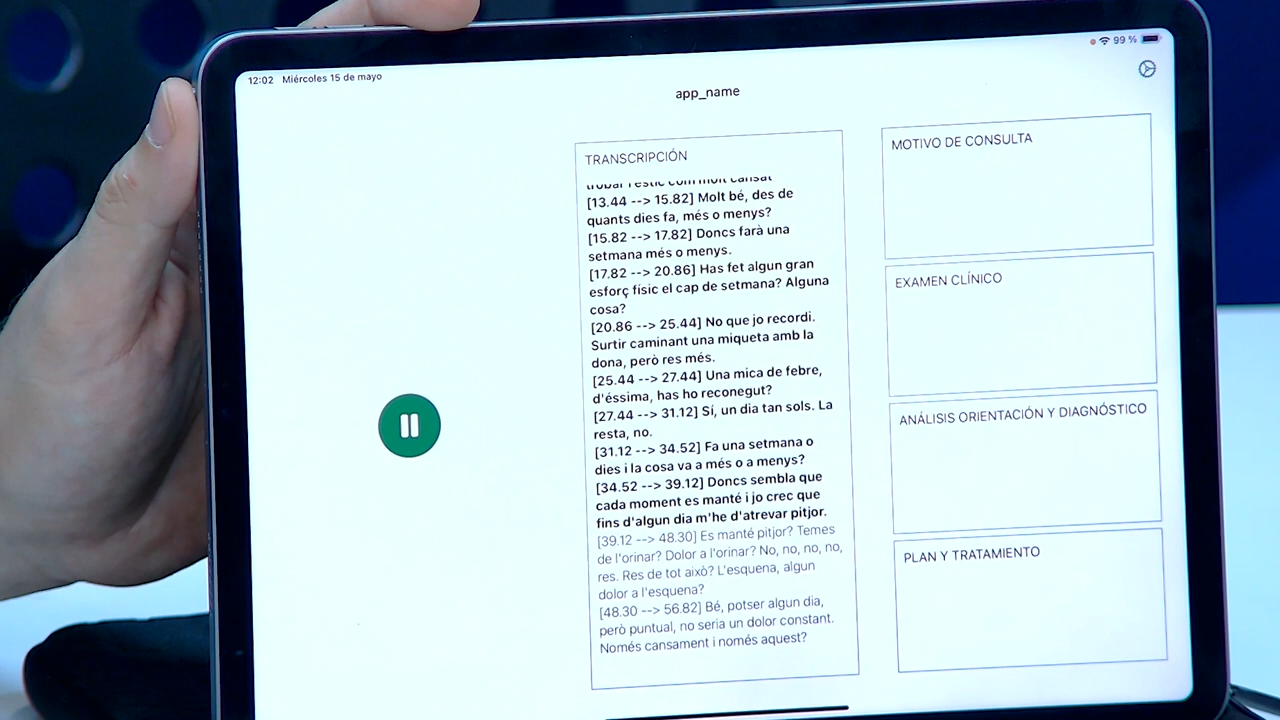 12:02 Miércoles 15 de mayo
99 %
app_name
TRANSCRIPCIÓN
cansat
[13.44 --> 15.82] Molt bé, des de
quants dies fa, més o menys?
[15.82 --> 17.82] Doncs farà una
setmana més o menys.
[17.82 --> 20.86] Has fet algun gran
esforç físic el cap de setmana? Alguna
cosa?
[20.86 --> 25.44] No que jo recordi.
Surtir caminant una miqueta amb la
dona, però res més.
[25.44 --> 27.44] Una mica de febre,
d'éssima, has ho reconegut?
[27.44 --> 31.12] Sí, un dia tan sols. La
resta, no.
[31.12 --> 34.52] Fa una setmana o
dies i la cosa va a més o a menys?
[34.52 --> 39.12] Doncs sembla que
cada moment es manté i jo crec que
fins d'algun dia m'he d'atrevar pitjor.
[39.12 --> 48.30] Es manté pitjor? Temes
de l'orinar? Dolor a l'orinar? No, no, no, no,
res. Res de tot això? L'esquena, algun
dolor a l'esquena?
[48.30 --> 56.82] Bé, potser algun dia,
però puntual, no seria un dolor constant.
Només cansament i només aquest?
MOTIVO DE CONSULTA
EXAMEN CLÍNICO
ANÁLISIS ORIENTACIÓN Y DIAGNÓSTICO
PLAN Y TRATAMIENTO